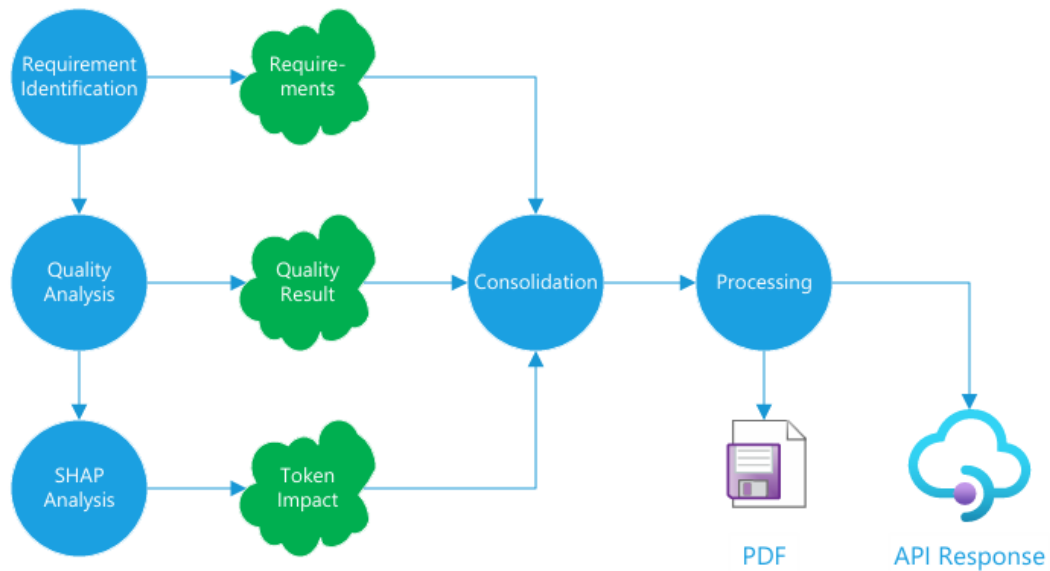 Requirement
Identification
Require-
ments
Quality
Analysis
Quality
Result
Consolidation
Processing
SHAP
Analysis
Token
Impact
PDF
API Response